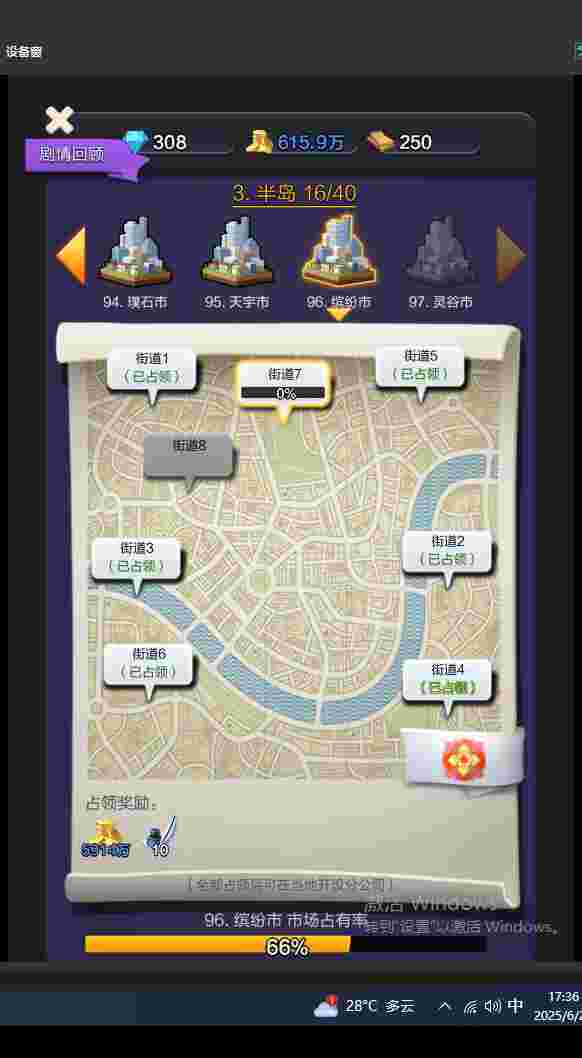 设备窗
308
615.9万
250
剧情回顾
3. 半岛 16/40
94. 璞石市
95. 天宇市
96. 缤纷市
97. 灵谷市
街道1
(已占领)
街道7
0%
街道5
(已占领)
街道8
街道3
(已占领)
街道2
(已占领)
街道6
(已占领)
街道4
(已占领)
占领奖励:
5914万
10
(全部占领后可在当地开设分公司)
激活 Windows
转到"设置"以激活 Windows。
96. 缤纷市 市场占有率
66%
28°C 多云
中
17:36
2025/6/2